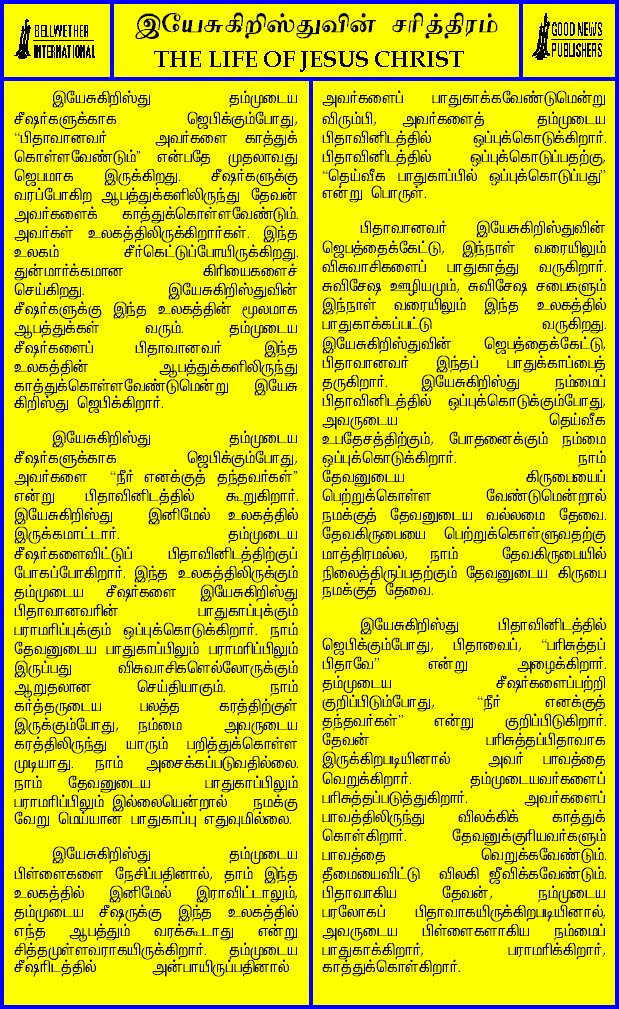 BELLWETHER
INTERNATIONAL
இயேசுகிறிஸ்துவின் சரித்திரம்
THE LIFE OF JESUS CHRIST
GOOD NEWS
PUBLISHERS
இயேசுகிறிஸ்து தம்முடைய
சீஷர்களுக்காக ஜெபிக்கும்போது,
“பிதாவானவர் அவர்களை காத்துக்
கொள்ளவேண்டும்” என்பதே முதலாவது
ஜெபமாக இருக்கிறது. சீஷர்களுக்கு
வரப்போகிற ஆபத்துக்களிலிருந்து தேவன்
அவர்களைக் காத்துக்கொள்ளவேண்டும்.
அவர்கள் உலகத்திலிருக்கிறார்கள். இந்த
உலகம் சீர்கெட்டுப்போயிருக்கிறது.
துன்மார்க்கமான கிரியைகளைச்
செய்கிறது. இயேசுகிறிஸ்துவின்
சீஷர்களுக்கு இந்த உலகத்தின் மூலமாக
ஆபத்துக்கள் வரும். தம்முடைய
சீஷர்களைப் பிதாவானவர் இந்த
உலகத்தின் ஆபத்துக்களிலிருந்து
காத்துக்கொள்ளவேண்டுமென்று இயேசு
கிறிஸ்து ஜெபிக்கிறார்.
இயேசுகிறிஸ்து தம்முடைய
சீஷர்களுக்காக ஜெபிக்கும்போது,
அவர்களை “நீர் எனக்குத் தந்தவர்கள்”
என்று பிதாவினிடத்தில் கூறுகிறார்.
இயேசுகிறிஸ்து இனிமேல் உலகத்தில்
இருக்கமாட்டார். தம்முடைய
சீஷர்களைவிட்டுப் பிதாவினிடத்திற்குப்
போகப்போகிறார். இந்த உலகத்திலிருக்கும்
தம்முடைய சீஷர்களை இயேசுகிறிஸ்து
பிதாவானவரின் பாதுகாப்புக்கும்
பராமரிப்புக்கும் ஒப்புக்கொடுக்கிறார். நாம்
தேவனுடைய பாதுகாப்பிலும் பராமரிப்பிலும்
இருப்பது விசுவாசிகளெல்லோருக்கும்
ஆறுதலான செய்தியாகும். நாம்
கர்த்தருடைய பலத்த கரத்திற்குள்
இருக்கும்போது, நம்மை அவருடைய
கரத்திலிருந்து யாரும் பறித்துக்கொள்ள
முடியாது. நாம் அசைக்கப்படுவதில்லை.
நாம் தேவனுடைய பாதுகாப்பிலும்
பராமரிப்பிலும் இல்லையென்றால் நமக்கு
வேறு மெய்யான பாதுகாப்பு எதுவுமில்லை.
இயேசுகிறிஸ்து தம்முடைய
பிள்ளைகளை நேசிப்பதினால், தாம் இந்த
உலகத்தில் இனிமேல் இராவிட்டாலும்,
தம்முடைய சீஷருக்கு இந்த உலகத்தில்
எந்த ஆபத்தும் வரக்கூடாது என்று
சித்தமுள்ளவராகயிருக்கிறார். தம்முடைய
சீஷரிடத்தில் அன்பாயிருப்பதினால்
அவர்களைப் பாதுகாக்கவேண்டுமென்று
விரும்பி, அவர்களைத் தம்முடைய
பிதாவினிடத்தில் ஒப்புக்கொடுக்கிறார்.
பிதாவினிடத்தில் ஒப்புக்கொடுப்பதற்கு,
“தெய்வீக பாதுகாப்பில் ஒப்புக்கொடுப்பது”
என்று பொருள்.
பிதாவானவர் இயேசுகிறிஸ்துவின்
ஜெபத்தைக்கேட்டு, இந்நாள் வரையிலும்
விசுவாசிகளைப் பாதுகாத்து வருகிறார்.
சுவிசேஷ ஊழியமும், சுவிசேஷ சபைகளும்
இந்நாள் வரையிலும் இந்த உலகத்தில்
பாதுகாக்கப்பட்டு வருகிறது.
இயேசுகிறிஸ்துவின் ஜெபத்தைக்கேட்டு,
பிதாவானவர் இந்தப் பாதுகாப்பைத்
தருகிறார். இயேசுகிறிஸ்து நம்மைப்
பிதாவினிடத்தில் ஒப்புக்கொடுக்கும்போது,
அவருடைய தெய்வீக
உபதேசத்திற்கும், போதனைக்கும் நம்மை
ஒப்புக்கொடுக்கிறார். நாம்
தேவனுடைய கிருபையைப்
பெற்றுக்கொள்ள வேண்டுமென்றால்
நமக்குத் தேவனுடைய வல்லமை தேவை.
தேவகிருபையை பெற்றுக்கொள்ளுவதற்கு
மாத்திரமல்ல, நாம் தேவகிருபையில்
நிலைத்திருப்பதற்கும் தேவனுடைய கிருபை
நமக்குத் தேவை.
இயேசுகிறிஸ்து பிதாவினிடத்தில்
ஜெபிக்கும்போது, பிதாவைப், “பரிசுத்தப்
பிதாவே” என்று அழைக்கிறார்.
தம்முடைய சீஷர்களைப்பற்றி
குறிப்பிடும்போது, “நீர் எனக்குத்
தந்தவர்கள்” என்று குறிப்பிடுகிறார்.
தேவன் பரிசுத்தப்பிதாவாக
இருக்கிறபடியினால் அவர் பாவத்தை
வெறுக்கிறார். தம்முடையவர்களைப்
பரிசுத்தப்படுத்துகிறார். அவர்களைப்
பாவத்திலிருந்து விலக்கிக் காத்துக்
கொள்கிறார். தேவனுக்குரியவர்களும்
பாவத்தை வெறுக்கவேண்டும்.
தீமையைவிட்டு விலகி ஜீவிக்கவேண்டும்.
பிதாவாகிய தேவன், நம்முடைய
பரலோகப் பிதாவாகயிருக்கிறபடியினால்,
அவருடைய பிள்ளைகளாகிய நம்மைப்
பாதுகாக்கிறார், பராமரிக்கிறார்,
காத்துக்கொள்கிறார்.